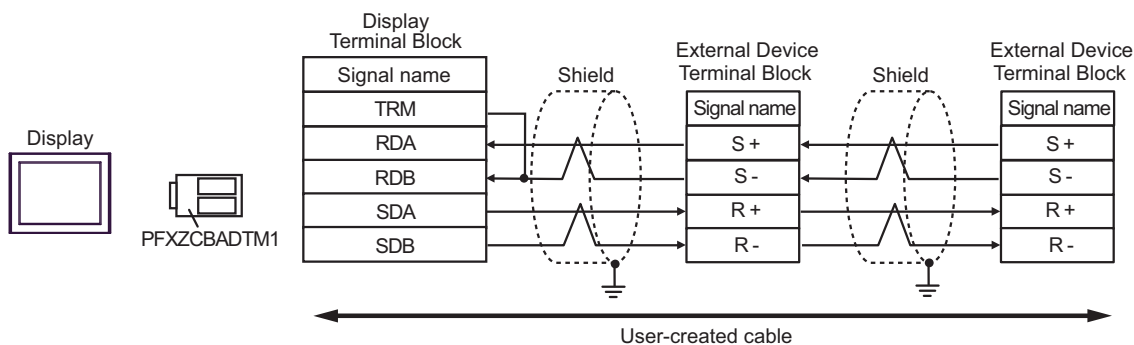 Display
Terminal Block
External Device
Terminal Block
External Device
Terminal Block
Signal name
Shield
Shield
TRM
Signal name
Signal name
Display
RDA
S +
S +
RDB
S -
S -
SDA
R +
R +
PFXZCBADTM1
SDB
R -
R -
User-created cable